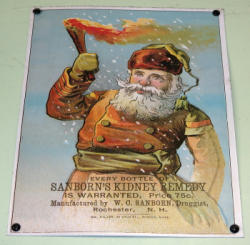 EVERY BOTTLE OF
SANBORN'S KIDNEY REMEDY
IS WARRANTED, Price 75c.
Manufactured by W. C. SANBORN, Druggist,
Rochester, N. H.